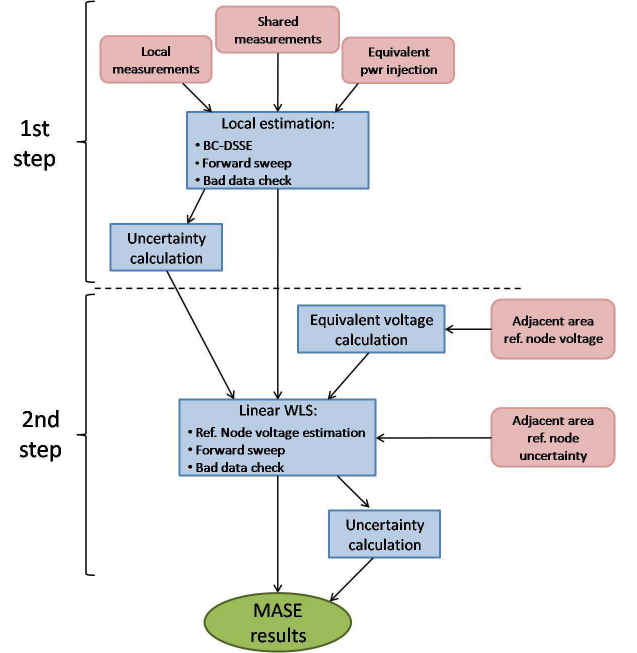 Shared
measurements
Local
measurements
Equivalent
pwr injection
1st
step
Local estimation:
• BC-DSSE
• Forward sweep
• Bad data check
Uncertainty
calculation
Equivalent voltage
calculation
Adjacent area
ref. node voltage
2nd
step
Linear WLS:
• Ref. Node voltage estimation
• Forward sweep
• Bad data check
Adjacent area
ref. node
uncertainty
Uncertainty
calculation
MASE
results